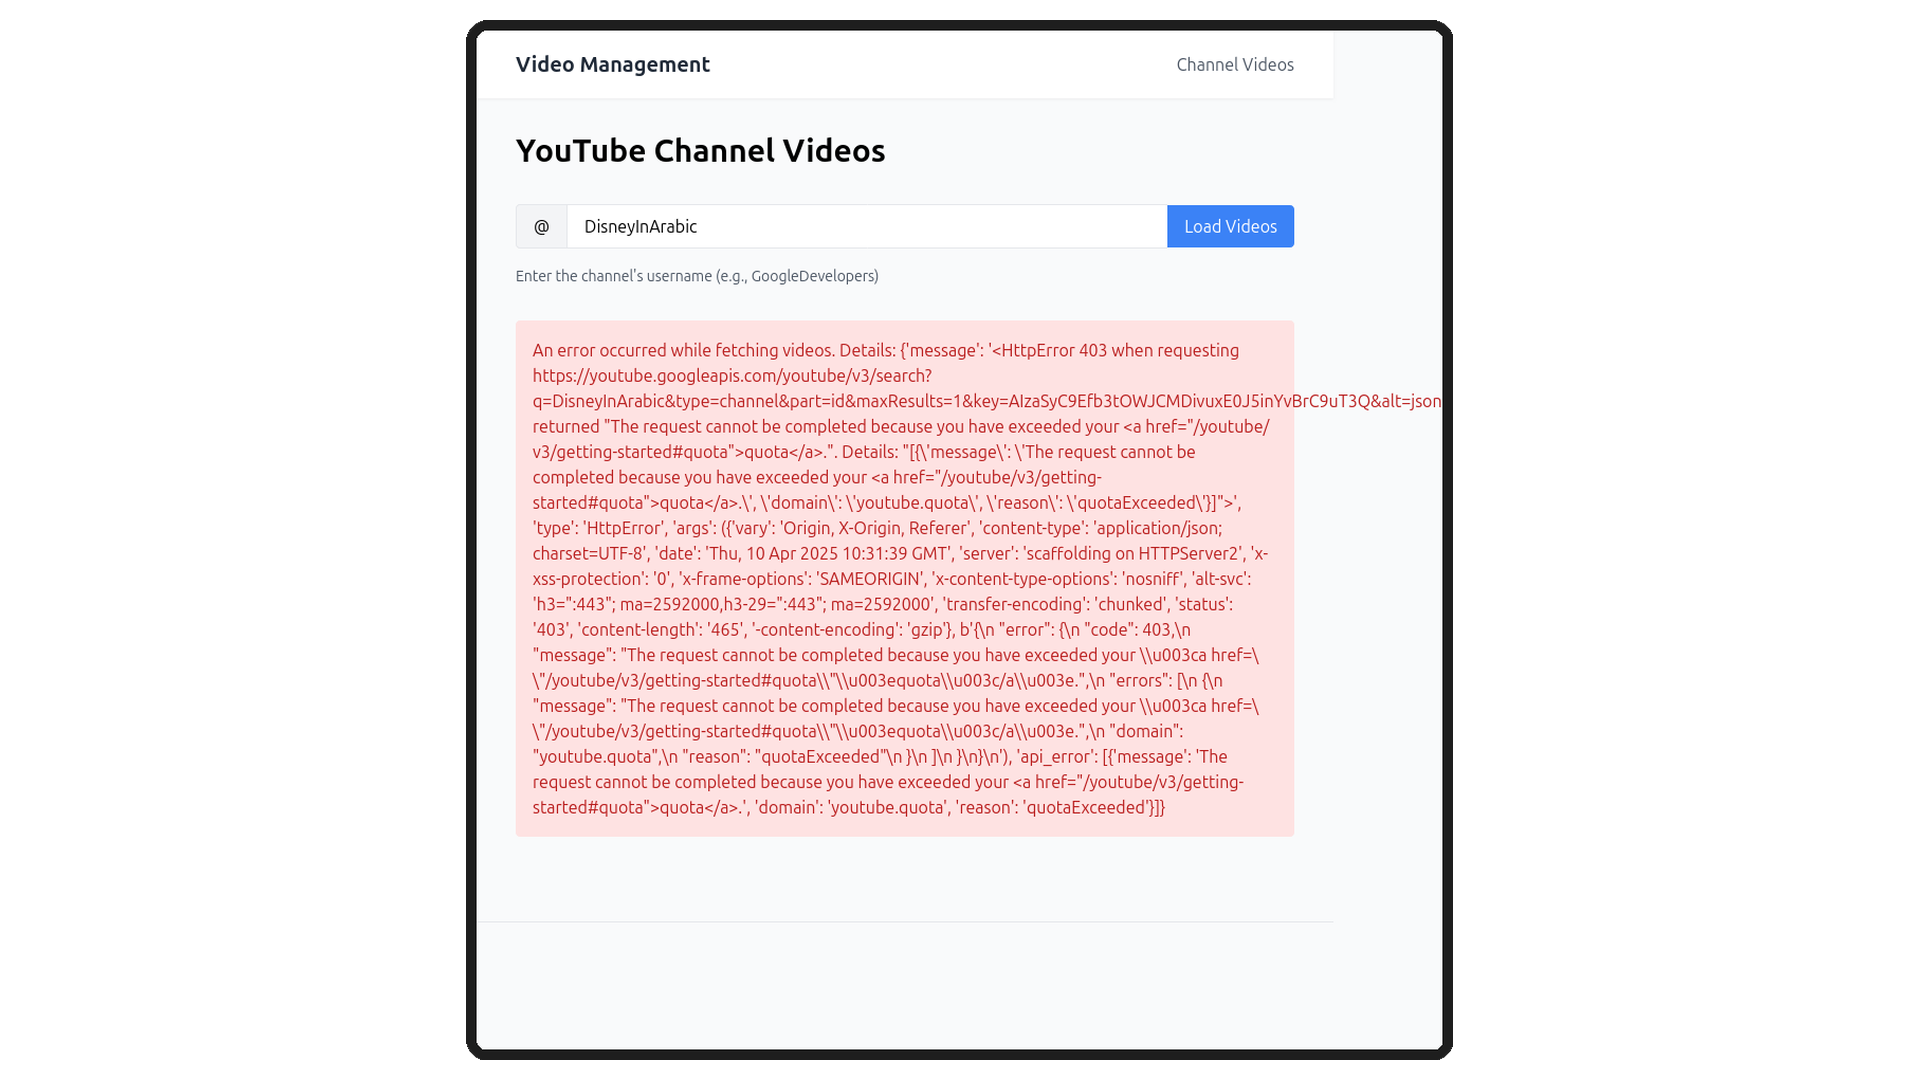 Video Management
Channel Videos
YouTube Channel Videos
@
DisneyInArabic
Load Videos
Enter the channel's username (e.g., GoogleDevelopers)
An error occurred while fetching videos. Details: {'message': '<HttpError 403 when requesting
https://youtube.googleapis.com/youtube/v3/search?
q=DisneyInArabic&type=channel&part=id&maxResults=1&key=AIzaSyC9Efb3tOWJCMDivuxE0J5inYvBrC9uT3Q&alt=json
returned "The request cannot be completed because you have exceeded your <a href="/youtube/
v3/getting-started#quota">quota</a>.". Details: "[{\'message\': \'The request cannot be
completed because you have exceeded your <a href="/youtube/v3/getting-
started#quota">quota</a>.\', \'domain\': \'youtube.quota\', \'reason\': \'quotaExceeded\'}]">',
'type': 'HttpError', 'args': ({'vary': 'Origin, X-Origin, Referer', 'content-type': 'application/json;
charset=UTF-8', 'date': 'Thu, 10 Apr 2025 10:31:39 GMT', 'server': 'scaffolding on HTTPServer2', 'x-
xss-protection': '0', 'x-frame-options': 'SAMEORIGIN', 'x-content-type-options': 'nosniff', 'alt-svc':
'h3=":443"; ma=2592000,h3-29=":443"; ma=2592000', 'transfer-encoding': 'chunked', 'status':
'403', 'content-length': '465', '-content-encoding': 'gzip'}, b'{\n "error": {\n "code": 403,\n
"message": "The request cannot be completed because you have exceeded your \\u003ca href=\
\"/youtube/v3/getting-started#quota\\"\\u003equota\\u003c/a\\u003e.",\n "errors": [\n {\n
"message": "The request cannot be completed because you have exceeded your \\u003ca href=\
\"/youtube/v3/getting-started#quota\\"\\u003equota\\u003c/a\\u003e.",\n "domain":
"youtube.quota",\n "reason": "quotaExceeded"\n }\n ]\n }\n}\n'), 'api_error': [{'message': 'The
request cannot be completed because you have exceeded your <a href="/youtube/v3/getting-
started#quota">quota</a>.', 'domain': 'youtube.quota', 'reason': 'quotaExceeded'}]}